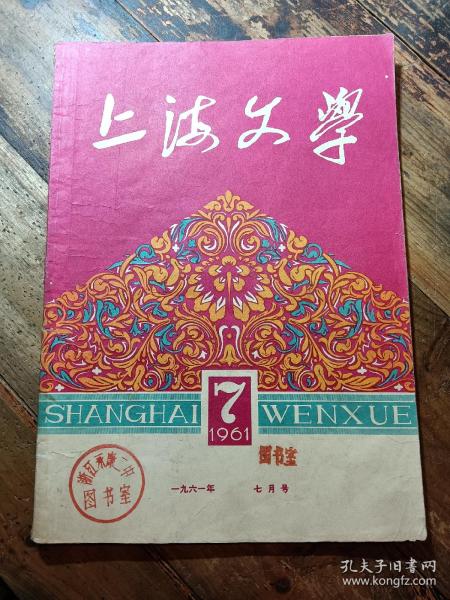 上海文學
7
1961
SHANGHAI WENXUE
图书室
一九六一年 七月号
图书室
孔夫子旧书网
www.kongfz.com